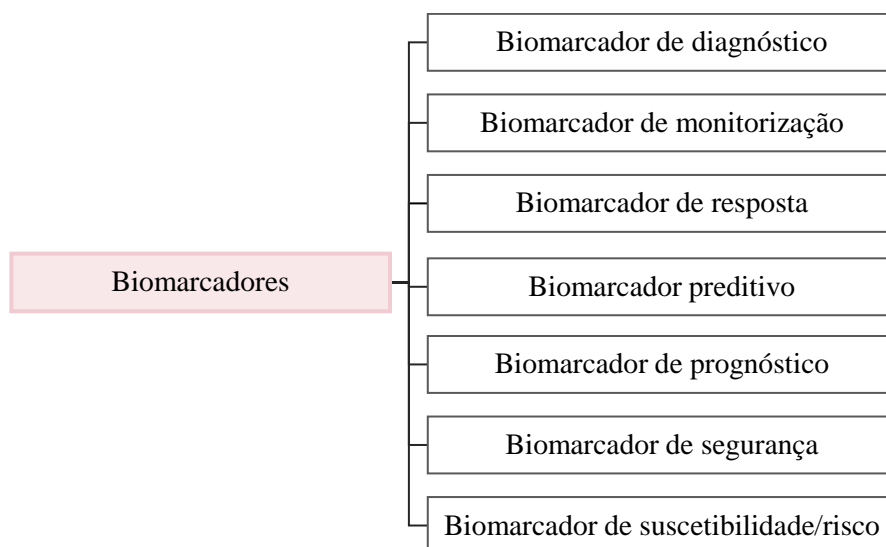 Biomarcador de diagnóstico
Biomarcador de monitorização
Biomarcador de resposta
Biomarcadores
Biomarcador preditivo
Biomarcador de prognóstico
Biomarcador de segurança
Biomarcador de suscetibilidade/risco